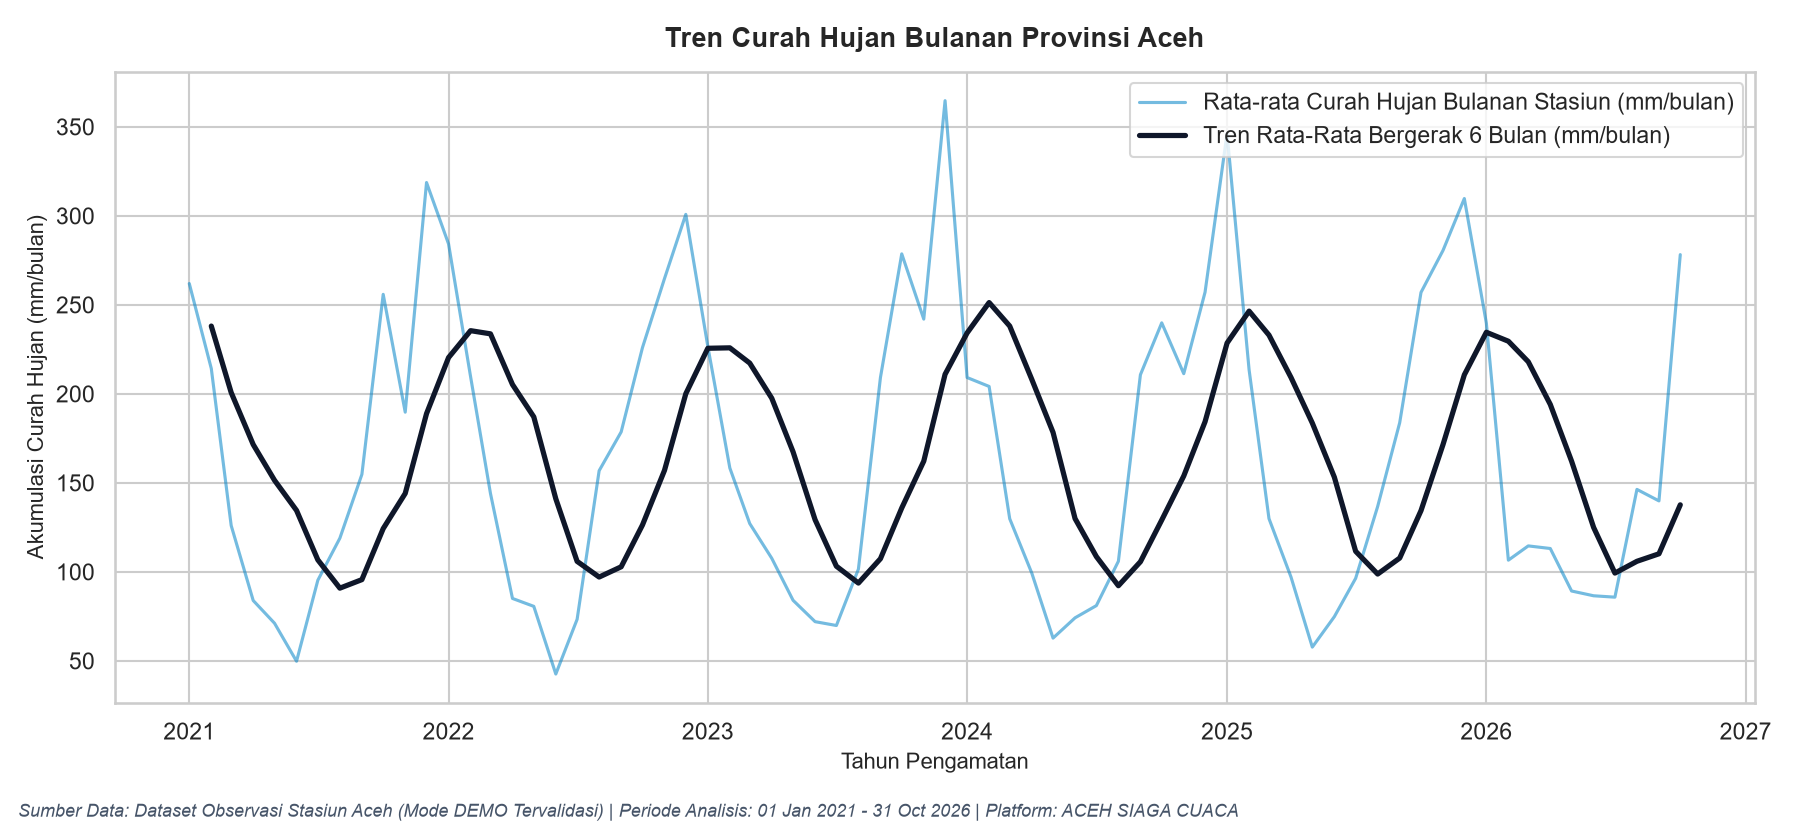 Tren Curah Hujan Bulanan Provinsi Aceh
Rata-rata Curah Hujan Bulanan Stasiun (mm/bulan)
Tren Rata-Rata Bergerak 6 Bulan (mm/bulan)
Akumulasi Curah Hujan (mm/bulan)
350
300
250
200
150
100
50
2021
2022
2023
2024
2025
2026
2027
Tahun Pengamatan
Sumber Data: Dataset Observasi Stasiun Aceh (Mode DEMO Tervalidasi) | Periode Analisis: 01 Jan 2021 - 31 Oct 2026 | Platform: ACEH SIAGA CUACA